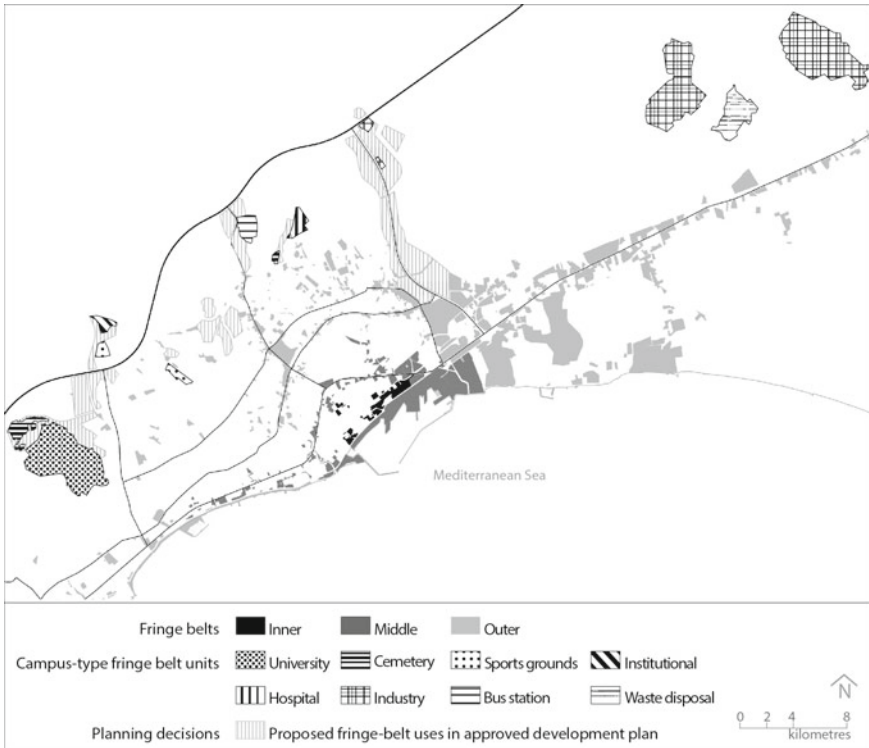 Mediterranean Sea
Fringe belts Inner Middle Outer
Campus-type fringe belt units University Cemetery Sports grounds Institutional
Hospital Industry Bus station Waste disposal
Planning decisions Proposed fringe-belt uses in approved development plan
N
0 2 4 8
kilometres